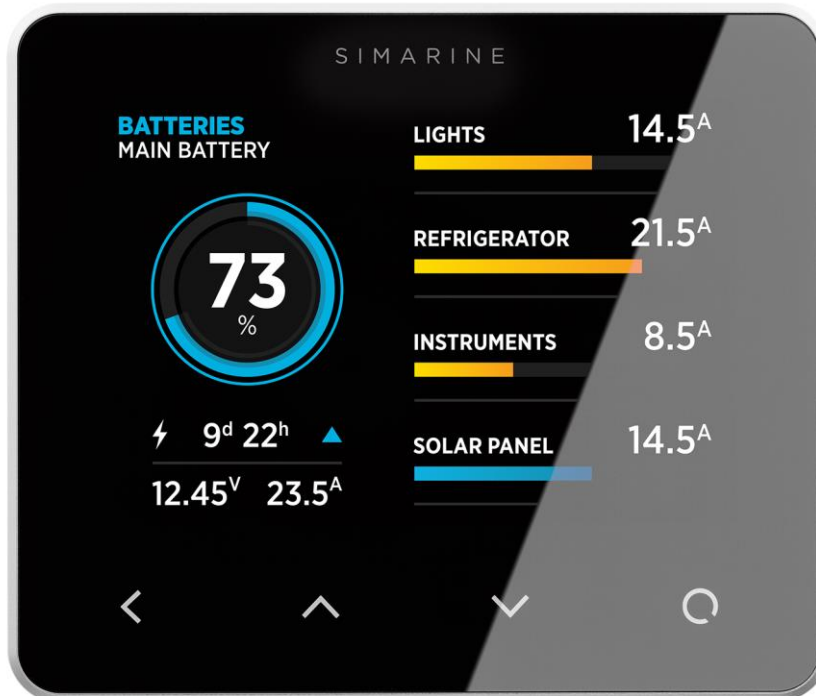 SIMARINE
BATTERIES
MAIN BATTERY
73
%
9d 22h
12.45V 23.5A
LIGHTS 14.5A
REFRIGERATOR 21.5A
INSTRUMENTS 8.5A
SOLAR PANEL 14.5A